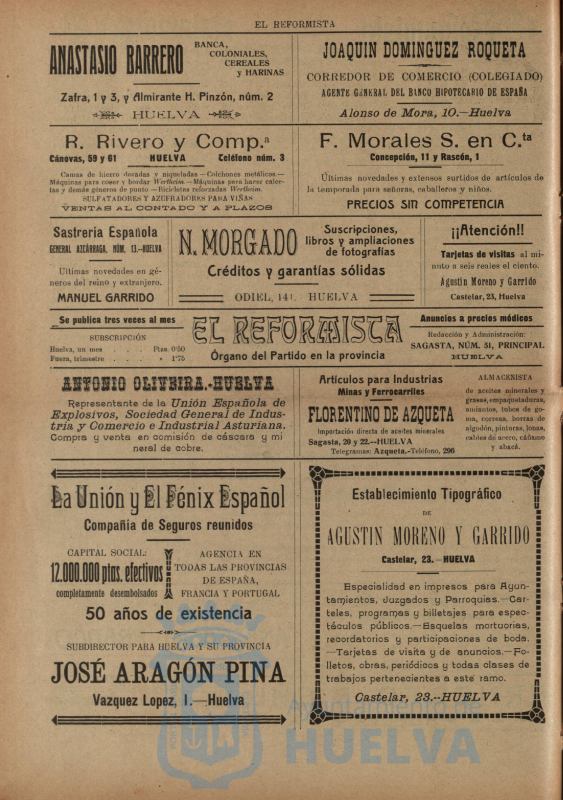 EL REFORMISTA
ANASTASIO BARRERO
BANCA,
COLONIALES,
CEREALES
y HARINAS
Zafra, 1 y 3, y Almirante H. Pinzón, núm. 2
HUELVA
JOAQUIN DOMINGUEZ ROQUETA
CORREDOR DE COMERCIO (COLEGIADO)
AGENTE GENERAL DEL BANCO HIPOTECARIO DE ESPAÑA
Alonso de Mora, 10.-Huelva
R. Rivero y Comp.ª
Cánovas, 59 y 61 HUELVA Teléfono núm. 3
Camas de hierro doradas y niqueladas—Colchones metálicos.—
Máquinas para coser y bordar Wertheim.—Máquinas para hacer calce-
tas y demás géneros de punto—Bicicletas reforzadas Wertheim.
SULFATADORES Y AZUFRADORES PARA VIÑAS
VENTAS AL CONTADO Y A PLAZOS
F. Morales S. en C.ta
Concepción, 11 y Rascón, 1
Últimas novedades y extensos surtidos de artículos de
la temporada para señoras, caballeros y niños.
PRECIOS SIN COMPETENCIA
Sastrería Española
GENERAL AZCÁRRAGA, NÚM. 13.-HUELVA
Ultimas novedades en gé-
neros del reino y extranjero.
MANUEL GARRIDO
N. MORGADO
Suscripciones,
libros y ampliaciones
de fotografías
Créditos y garantías sólidas
ODIEL, 141. HUELVA
¡¡Atención!!
Tarjetas de visitas al mi-
nuto a seis reales el ciento.
Agustín Moreno y Garrido
Castelar, 23, Huelva
Se publica tres veces al mes
SUBSCRIPCIÓN
Huelva, un mes . . . . Ptas. 0'50
Fuera, trimestre . . . . » 1'75
EL REFORMISTA
Órgano del Partido en la provincia
Anuncios a precios módicos
Redacción y Administración:
SAGASTA, NÚM. 51, PRINCIPAL
HUELVA
ANTONIO OLIVEIRA.-HUELVA
Representante de la Unión Española de
Explosivos, Sociedad General de Indus-
tria y Comercio e Industrial Asturiana.
Compra y venta en comisión de cáscara y mi
neral de cobre.
Artículos para Industrias
Minas y Ferrocarriles
FLORENTINO DE AZQUETA
Importación directa de aceites minerales
Sagasta, 20 y 22.--HUELVA
Telegramas: Azqueta.-Teléfono, 296
ALMACENISTA
de aceites minerales y
grasas, empaquetaduras,
amiantos, tubos de go-
ma, correas, borras de
algodón, pinturas, lonas,
cables de acero, cáñamo
y abacá.
La Unión y El Fénix Español
Compañia de Seguros reunidos
CAPITAL SOCIAL:
12.000.000 ptas. efectivos
completamente desembolsados
AGENCIA EN
TODAS LAS PROVINCIAS
DE ESPAÑA,
FRANCIA Y PORTUGAL
50 años de existencia
SUBDIRECTOR PARA HUELVA Y SU PROVINCIA
JOSÉ ARAGÓN PINA
Vazquez Lopez, 1.—Huelva
Establecimiento Tipográfico
DE
AGUSTIN MORENO Y GARRIDO
Castelar, 23.—HUELVA
Especialidad en impresos para Ayun-
tamientos, Juzgados y Parroquias.—Car-
teles, programas y billetajes para espec-
táculos públicos.—Esquelas mortuorias,
recordatorios y participaciones de boda.
—Tarjetas de visita y de anuncios.—Fo-
lletos, obras, periódicos y todas clases de
trabajos pertenecientes a este ramo.
Castelar, 23.-HUELVA
HUELVA